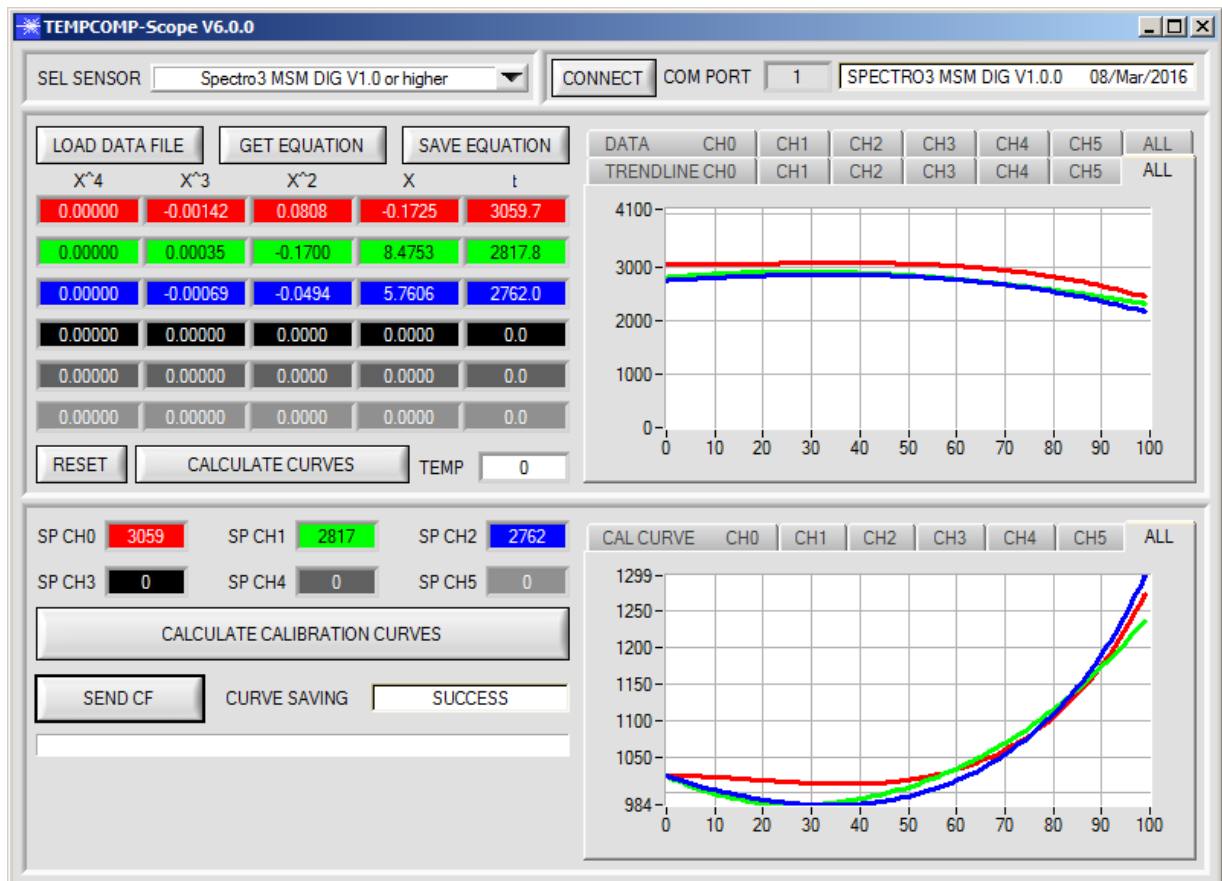 TEMPCOMP-Scope V6.0.0
SEL SENSOR Spectro3 MSM DIG V1.0 or higher CONNECT COM PORT 1 SPECTRO3 MSM DIG V1.0.0 08/Mar/2016
LOAD DATA FILE GET EQUATION SAVE EQUATION
X^4 X^3 X^2 X t
0.00000 -0.00142 0.0808 -0.1725 3059.7
0.00000 0.00035 -0.1700 8.4753 2817.8
0.00000 -0.00069 -0.0494 5.7606 2762.0
0.00000 0.00000 0.0000 0.0000 0.0
0.00000 0.00000 0.0000 0.0000 0.0
0.00000 0.00000 0.0000 0.0000 0.0
RESET CALCULATE CURVES TEMP 0
DATA CH0 CH1 CH2 CH3 CH4 CH5 ALL
TRENDLINE CH0 CH1 CH2 CH3 CH4 CH5 ALL
4100
3000
2000
1000
0
0 10 20 30 40 50 60 70 80 90 100
SP CH0 3059 SP CH1 2817 SP CH2 2762
SP CH3 0 SP CH4 0 SP CH5 0
CALCULATE CALIBRATION CURVES
SEND CF CURVE SAVING SUCCESS
CAL CURVE CH0 CH1 CH2 CH3 CH4 CH5 ALL
1299
1250
1200
1150
1100
1050
984
0 10 20 30 40 50 60 70 80 90 100